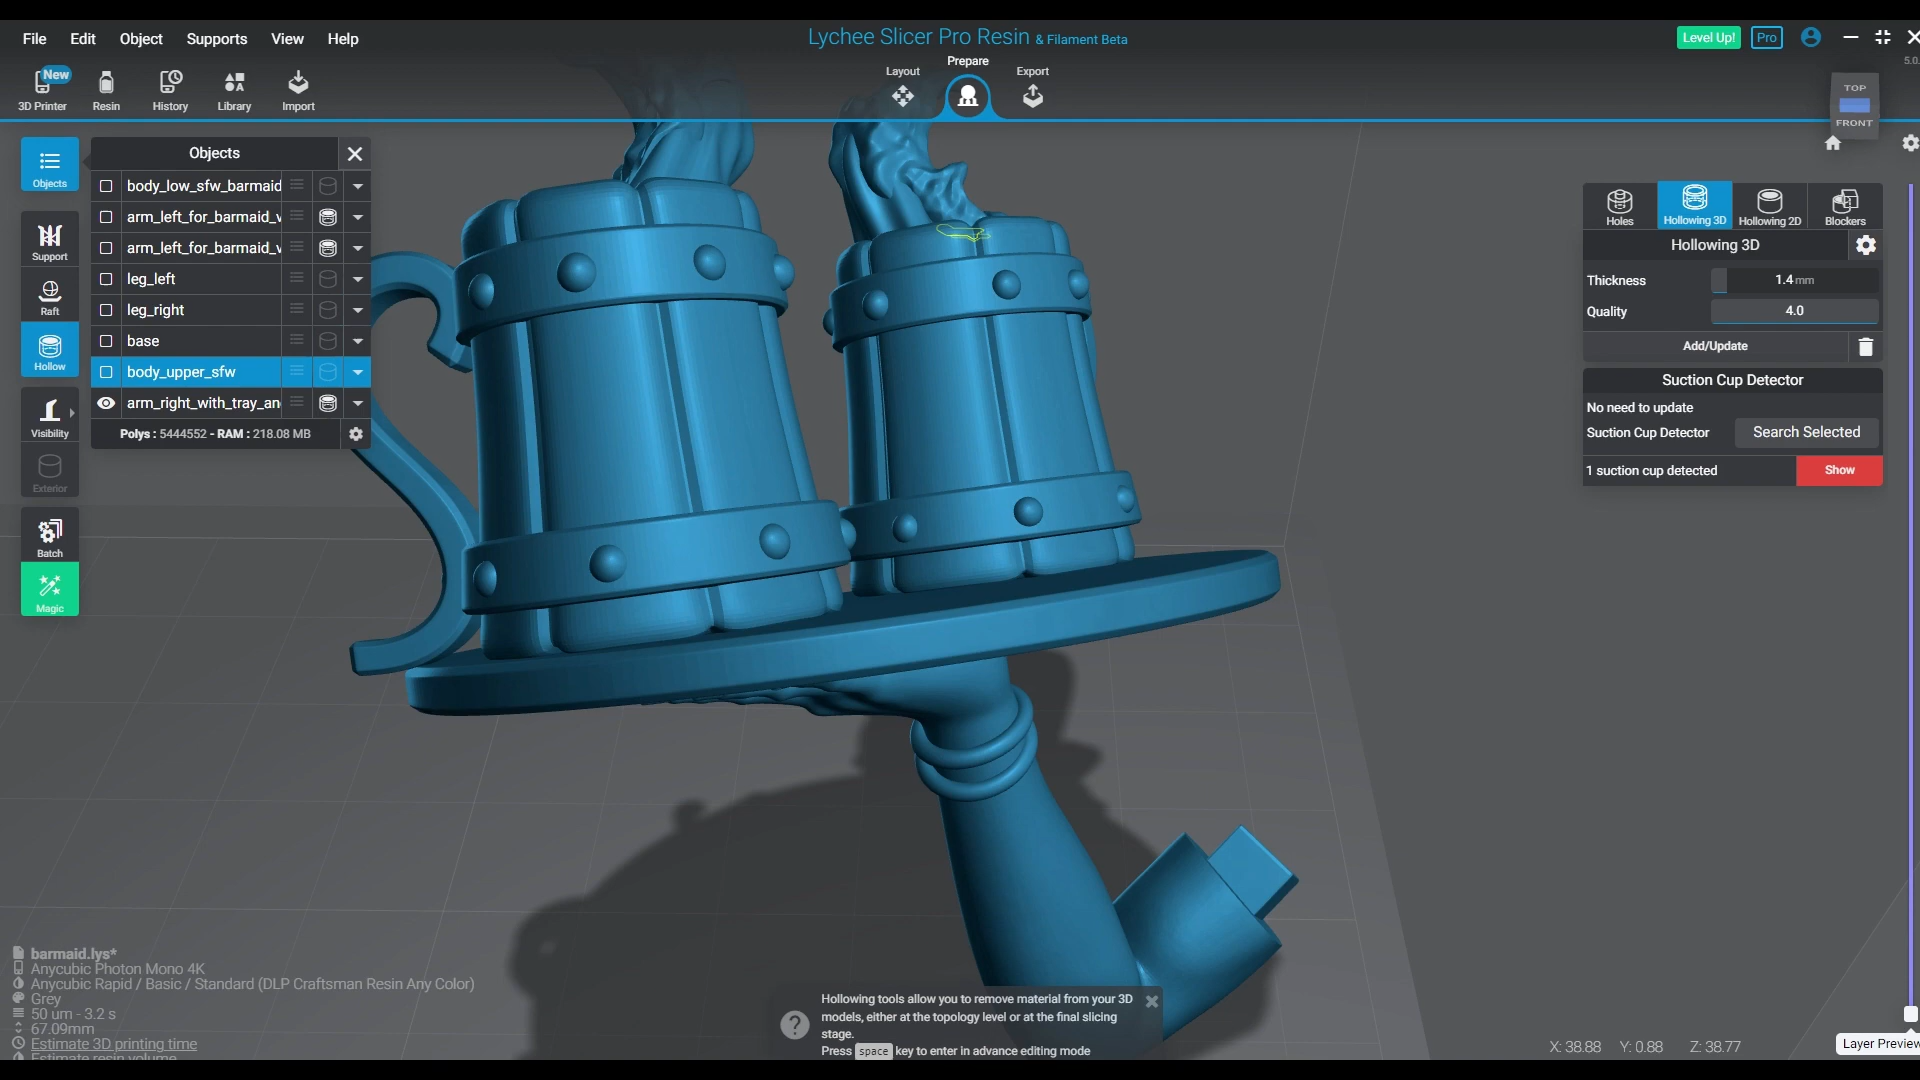 File Edit Object Supports View Help
Lychee Slicer Pro Resin & Filament Beta
Level Up! Pro
5.0.
New
3D Printer Resin History Library Import
Layout Prepare Export
TOP
FRONT
Objects
Objects
body_low_sfw_barmaid
arm_left_for_barmaid_v
arm_left_for_barmaid_v
leg_left
leg_right
base
body_upper_sfw
arm_right_with_tray_an
Polys : 5444552 - RAM : 218.08 MB
Support
Raft
Hollow
Visibility
Exterior
Batch
Magic
Holes Hollowing 3D Hollowing 2D Blockers
Hollowing 3D
Thickness 1.4 mm
Quality 4.0
Add/Update
Suction Cup Detector
No need to update
Suction Cup Detector Search Selected
1 suction cup detected Show
barmaid.lys*
Anycubic Photon Mono 4K
Anycubic Rapid / Basic / Standard (DLP Craftsman Resin Any Color)
Grey
50 um - 3.2 s
67.09mm
Estimate 3D printing time
Estimate resin volume
Hollowing tools allow you to remove material from your 3D
models, either at the topology level or at the final slicing
stage.
Press space key to enter in advance editing mode
X: 38.88 Y: 0.88 Z: 38.77
Layer Preview